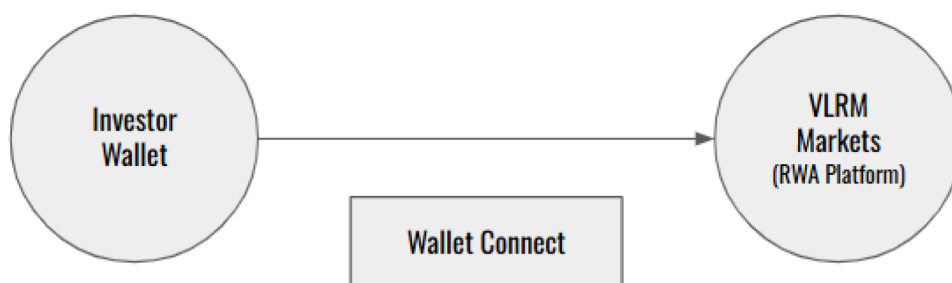 Investor
Wallet
VLRM
Markets
(RWA Platform)
Wallet Connect